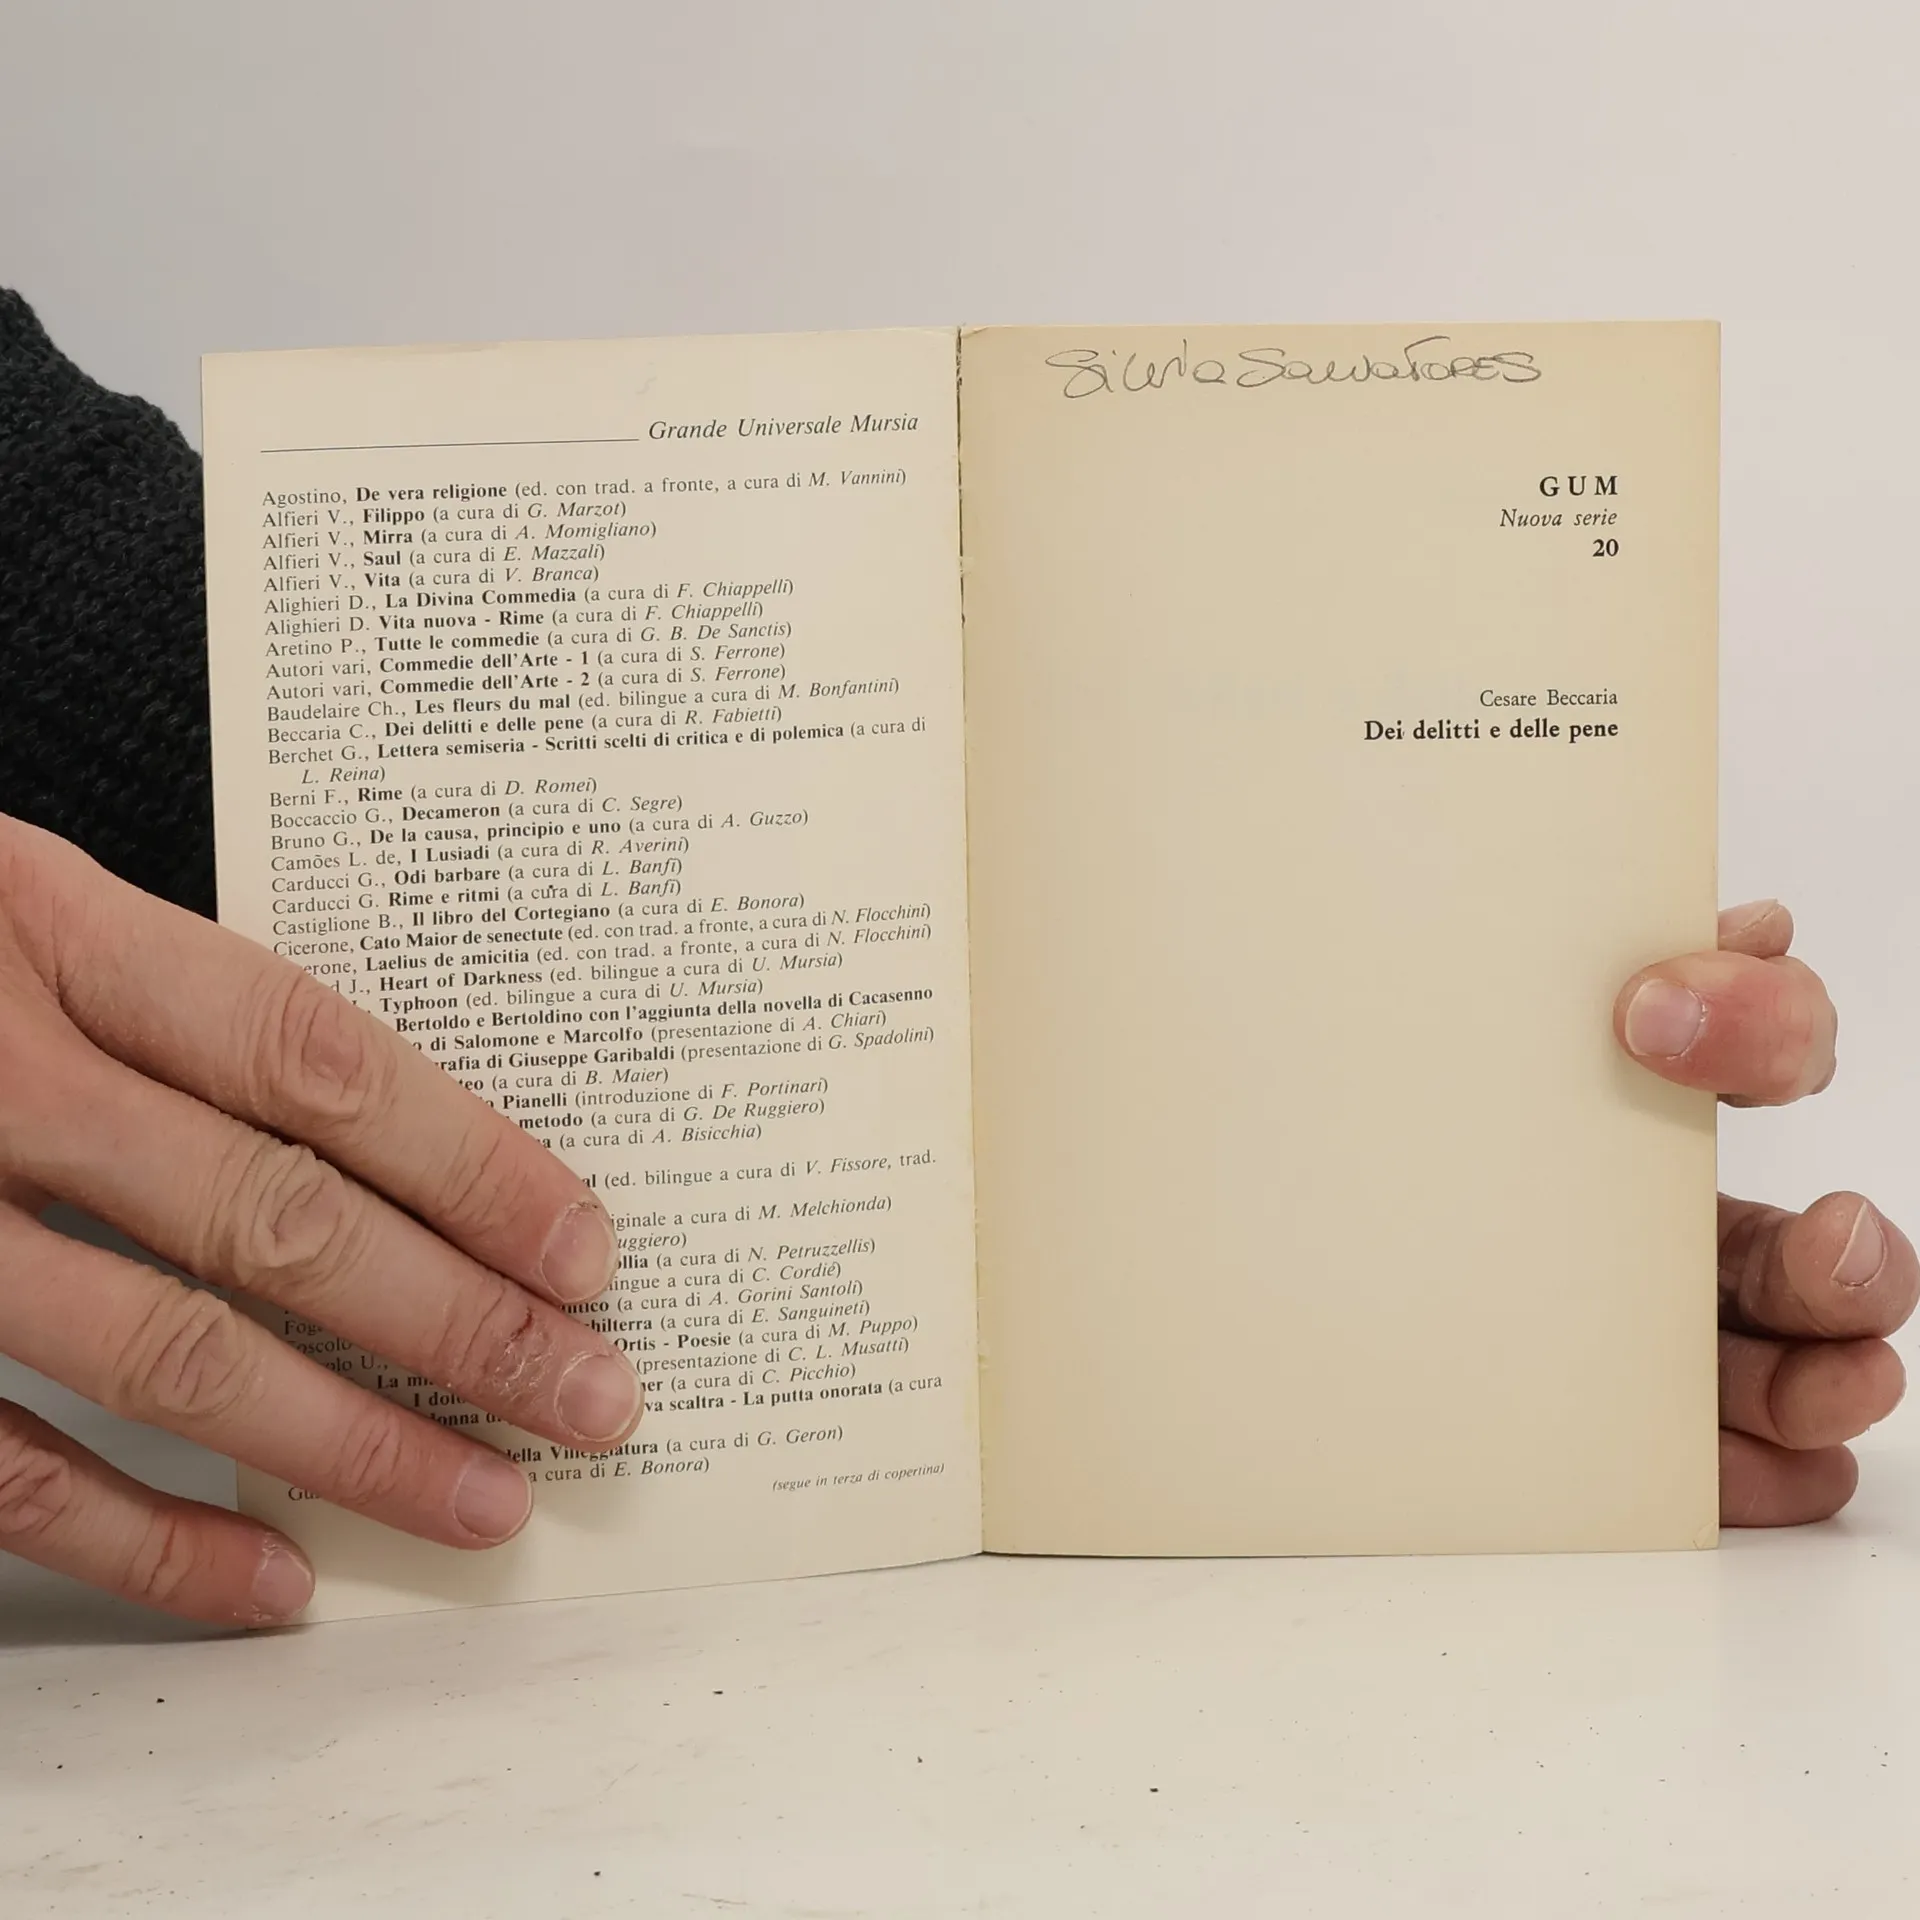 Grande Universale Mursia
Agostino, De vera religione (ed. con trad. a fronte, a cura di M. Vannini)
Alfieri V., Filippo (a cura di G. Marzot)
Alfieri V., Mirra (a cura di A. Momigliano)
Alfieri V., Saul (a cura di E. Mazzali)
Alfieri V., Vita (a cura di V. Branca)
Alighieri D., La Divina Commedia (a cura di F. Chiappelli)
Alighieri D. Vita nuova - Rime (a cura di F. Chiappelli)
Aretino P., Tutte le commedie (a cura di G. B. De Sanctis)
Autori vari, Commedie dell'Arte - 1 (a cura di S. Ferrone)
Autori vari, Commedie dell'Arte - 2 (a cura di S. Ferrone)
Baudelaire Ch., Les fleurs du mal (ed. bilingue a cura di M. Bonfantini)
Beccaria C., Dei delitti e delle pene (a cura di R. Fabietti)
Berchet G., Lettera semiseria - Scritti scelti di critica e di polemica (a cura di
L. Reina)
Berni F., Rime (a cura di D. Romei)
Boccaccio G., Decameron (a cura di C. Segre)
Bruno G., De la causa, principio e uno (a cura di A. Guzzo)
Camões L. de, I Lusiadi (a cura di R. Averini)
Carducci G., Odi barbare (a cura di L. Banfi)
Carducci G. Rime e ritmi (a cura di L. Banfi)
Castiglione B., Il libro del Cortegiano (a cura di E. Bonora)
Cicerone, Cato Maior de senectute (ed. con trad. a fronte, a cura di N. Flocchini)
erone, Laelius de amicitia (ed. con trad. a fronte, a cura di N. Flocchini)
d J., Heart of Darkness (ed. bilingue a cura di U. Mursia)
Typhoon (ed. bilingue a cura di U. Mursia)
Bertoldo e Bertoldino con l'aggiunta della novella di Cacasenno
di Salomone e Marcolfo (presentazione di A. Chiari)
rafia di Giuseppe Garibaldi (presentazione di G. Spadolini)
teo (a cura di B. Maier)
Pianelli (introduzione di F. Portinari)
metodo (a cura di G. De Ruggiero)
a (a cura di A. Bisicchia)
al (ed. bilingue a cura di V. Fissore, trad.
iginale a cura di M. Melchionda)
uggiero)
ollia (a cura di N. Petruzzellis)
lingue a cura di C. Cordié)
ntico (a cura di A. Gorini Santoli)
hilterra (a cura di E. Sanguineti)
Ortis - Poesie (a cura di M. Puppo)
(presentazione di C. L. Musatti)
La
er (a cura di C. Picchio)
va scaltra - La putta onorata (a cura
della Villeggiatura (a cura di G. Geron)
a cura di E. Bonora)
(segue in terza di copertina)
Silvia Salvatores
GUM
Nuova serie
20
Cesare Beccaria
Dei delitti e delle pene